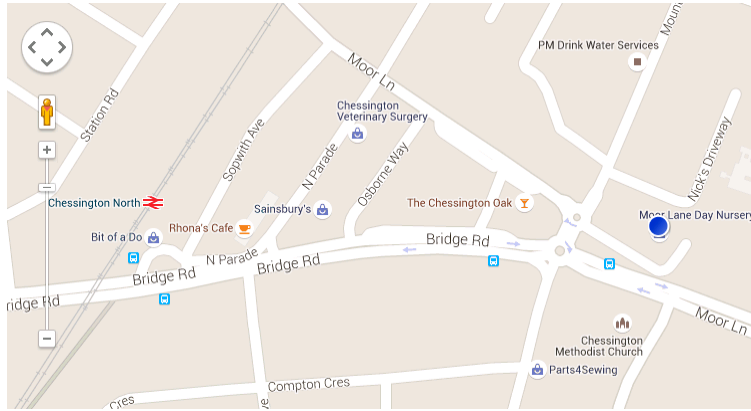 PM Drink Water Services
Moor Ln
Chessington
Veterinary Surgery
Station Rd
Sopwith Ave
N Parade
Osborne Way
Nick's Driveway
Chessington North
Sainsbury's
The Chessington Oak
Moor Lane Day Nursery
Rhona's Cafe
Bit of a Do
Bridge Rd
N Parade
Bridge Rd
Bridge Rd
ridge Rd
Moor Ln
Chessington
Methodist Church
Parts4Sewing
Compton Cres
Cres